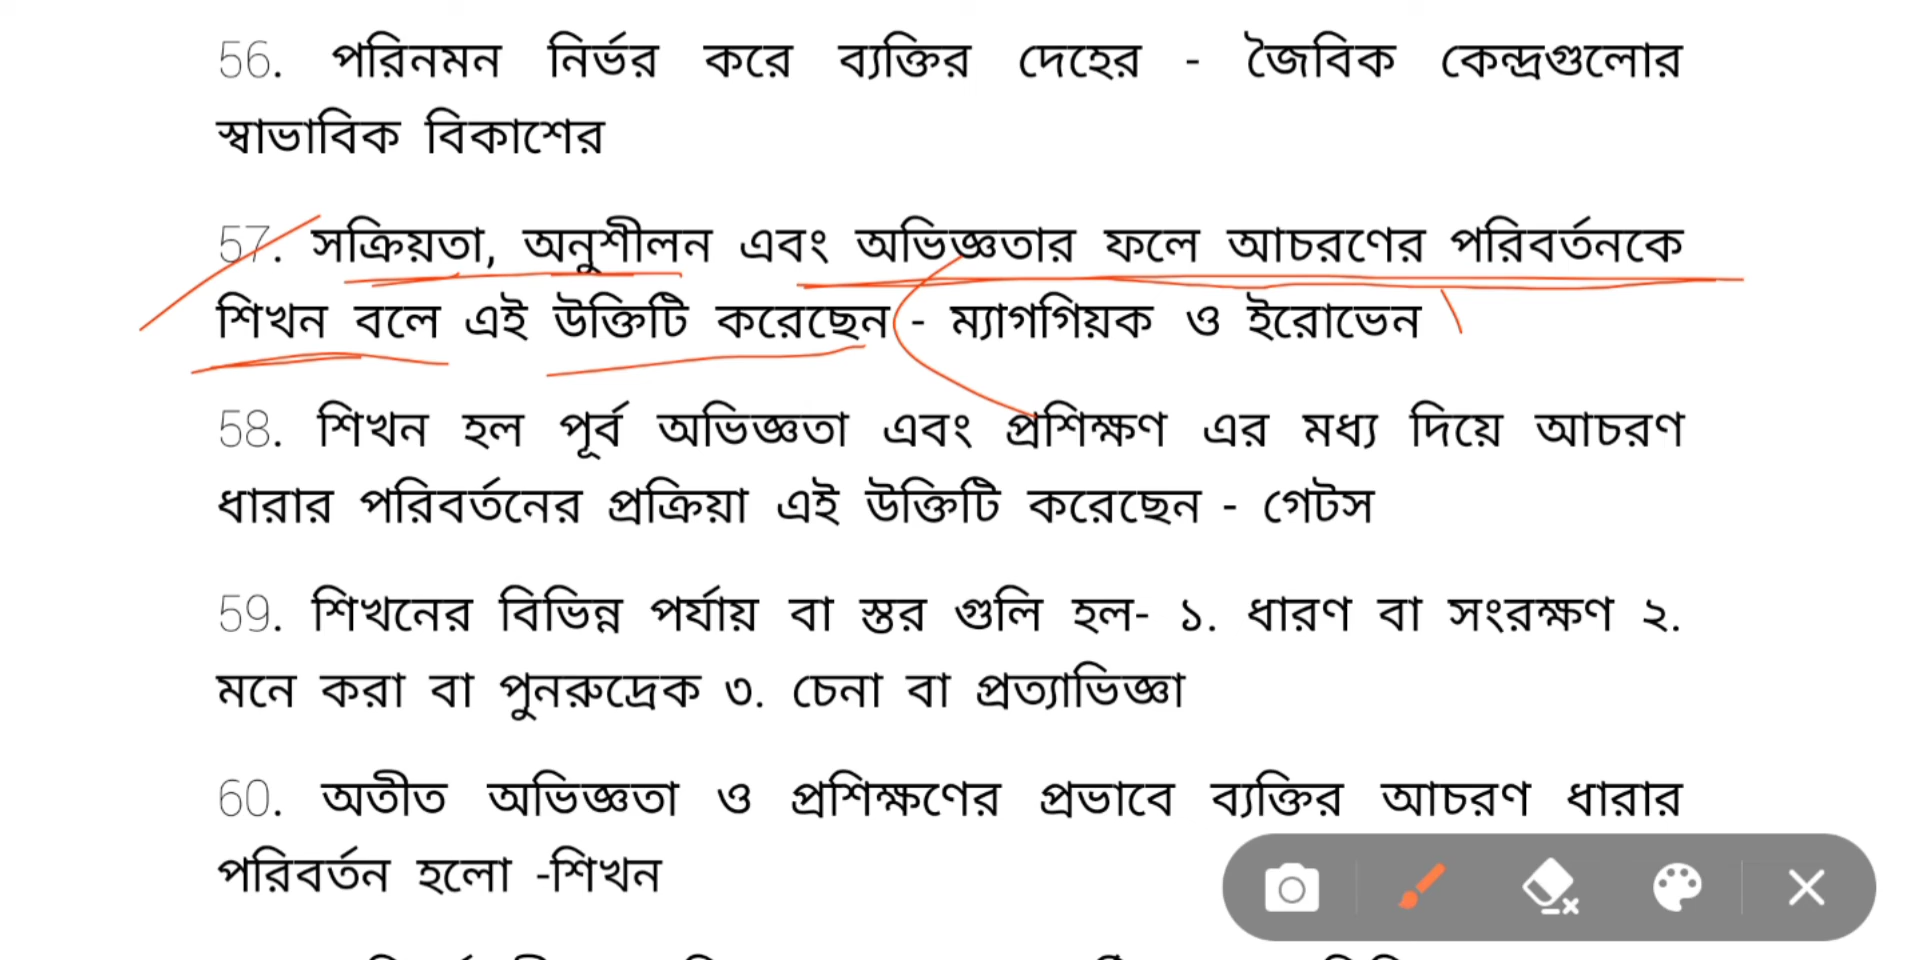 56. পরিনমন নির্ভর করে ব্যক্তির দেহের - জৈবিক কেন্দ্রগুলোর
স্বাভাবিক বিকাশের
57. সক্রিয়তা, অনুশীলন এবং অভিজ্ঞতার ফলে আচরণের পরিবর্তনকে
শিখন বলে এই উক্তিটি করেছেন - ম্যাগগিয়ক ও ইরোভেন
58. শিখন হল পূর্ব অভিজ্ঞতা এবং প্রশিক্ষণ এর মধ্য দিয়ে আচরণ
ধারার পরিবর্তনের প্রক্রিয়া এই উক্তিটি করেছেন - গেটস
59. শিখনের বিভিন্ন পর্যায় বা স্তর গুলি হল- ১. ধারণ বা সংরক্ষণ ২.
মনে করা বা পুনরুদ্রেক ৩. চেনা বা প্রত্যাভিজ্ঞা
60. অতীত অভিজ্ঞতা ও প্রশিক্ষণের প্রভাবে ব্যক্তির আচরণ ধারার
পরিবর্তন হলো -শিখন